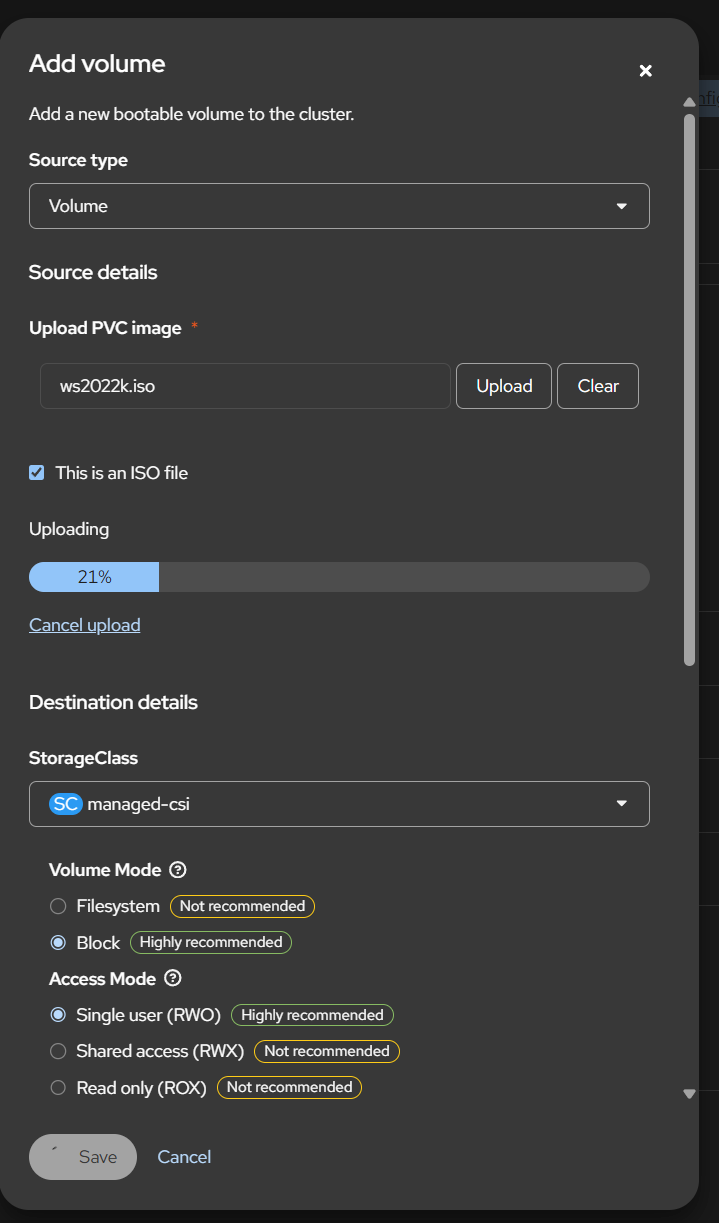 Add volume
Add a new bootable volume to the cluster.
Source type
Volume
Source details
Upload PVC image *
ws2022k.iso Upload Clear
This is an ISO file
Uploading
21%
Cancel upload
Destination details
StorageClass
SC managed-csi
Volume Mode
Filesystem Not recommended
Block Highly recommended
Access Mode
Single user (RWO) Highly recommended
Shared access (RWX) Not recommended
Read only (ROX) Not recommended
Save Cancel